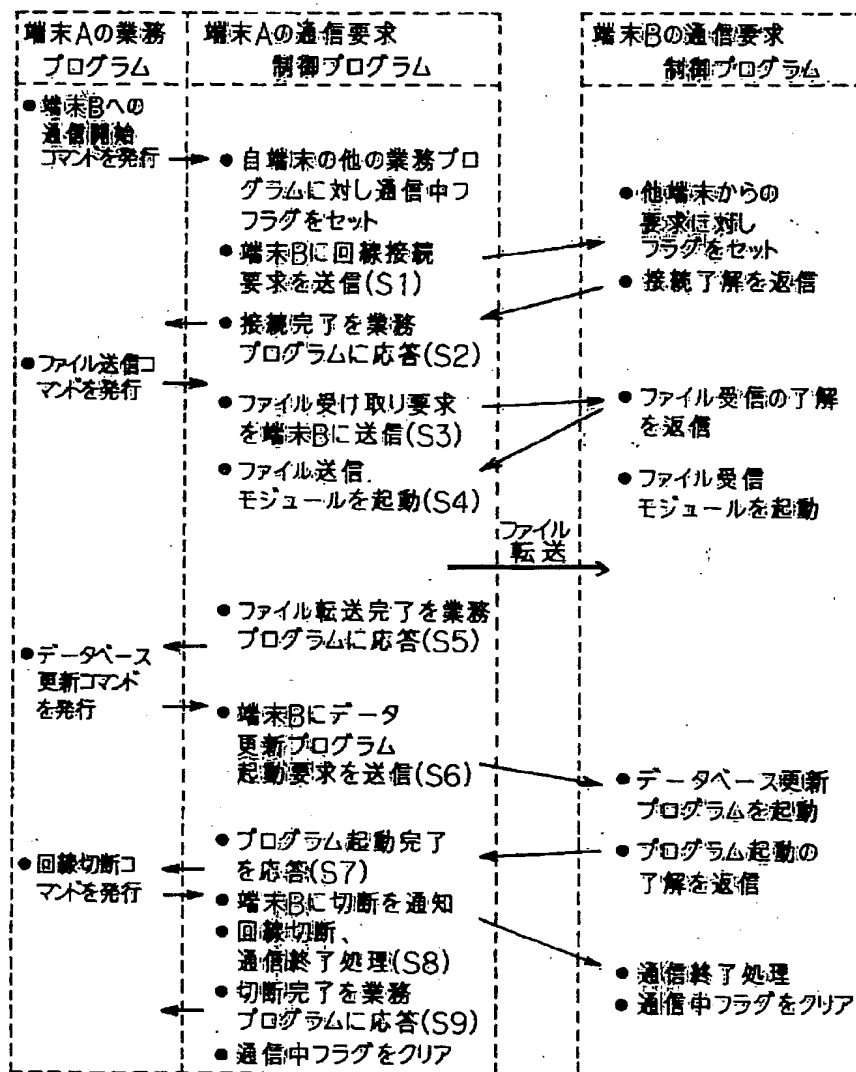 端末Aの業務
プログラム
●端末Bへの
通信開始
コマンドを発行
●ファイル送信コ
マンドを発行
●データベース
更新コマンド
を発行
●回線切断コ
マンドを発行
端末Aの通信要求
制御プログラム
●自端末の他の業務プロ
グラムに対し通信中フ
フラグをセット
●端末Bに回線接続
要求を送信(S1)
●接続完了を業務
プログラムに応答(S2)
●ファイル受け取り要求
を端末Bに送信(S3)
●ファイル送信
モジュールを起動(S4)
●ファイル転送完了を業務
プログラムに応答(S5)
●端末Bにデータ
更新プログラム
起動要求を送信(S6)
●プログラム起動完了
を応答(S7)
●端末Bに切断を通知
●回線切断、
通信終了処理(S8)
●切断完了を業務
プログラムに応答(S9)
●通信中フラグをクリア
ファイル
転送
端末Bの通信要求
制御プログラム
●他端末からの
要求に対し
フラグをセット
●接続了解を返信
●ファイル受信の了解
を返信
●ファイル受信
モジュールを起動
●データベース更新
プログラムを起動
●プログラム起動の
了解を返信
●通信終了処理
●通信中フラグをクリア